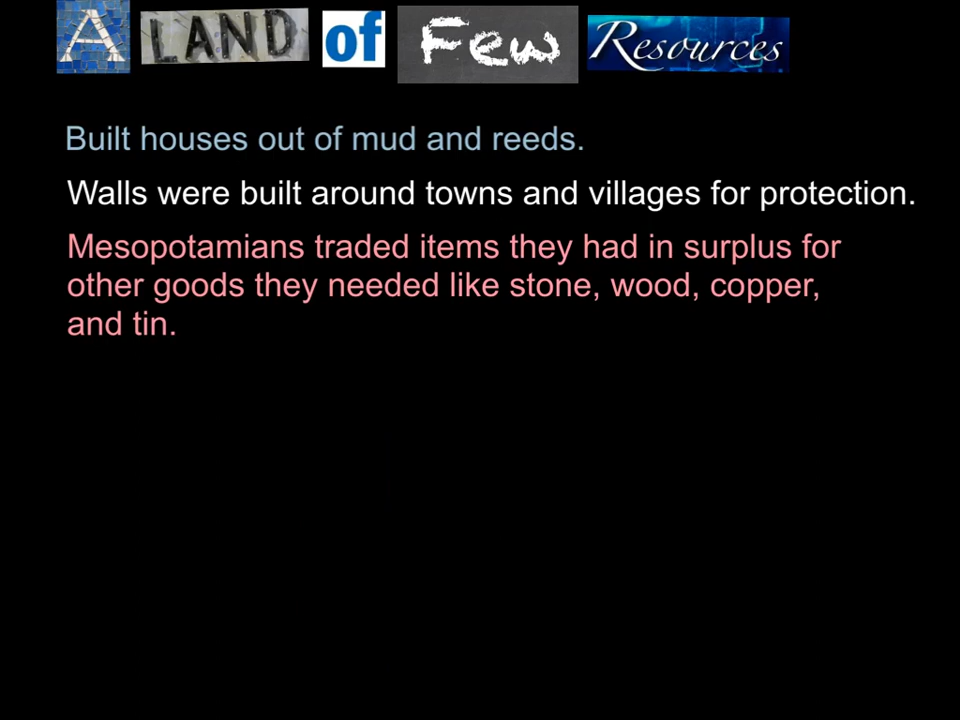 A LAND of Few Resources
Built houses out of mud and reeds.
Walls were built around towns and villages for protection.
Mesopotamians traded items they had in surplus for
other goods they needed like stone, wood, copper,
and tin.